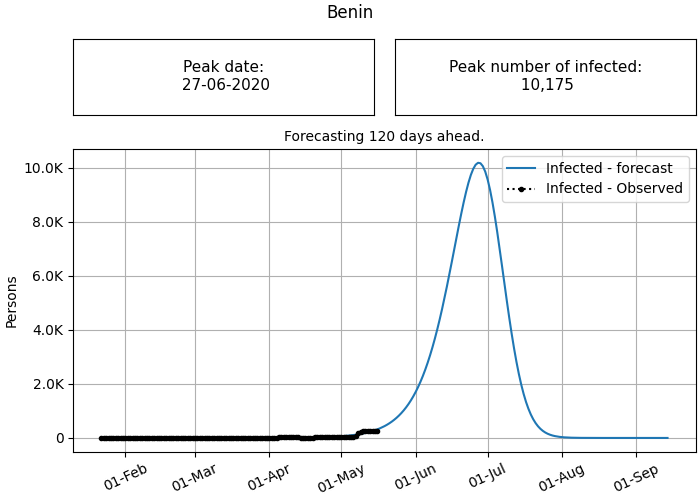 Benin
Peak date:
27-06-2020
Peak number of infected:
10,175
Forecasting 120 days ahead.
Infected - forecast
Infected - Observed
Persons
10.0K
8.0K
6.0K
4.0K
2.0K
0
01-Feb
01-Mar
01-Apr
01-May
01-Jun
01-Jul
01-Aug
01-Sep